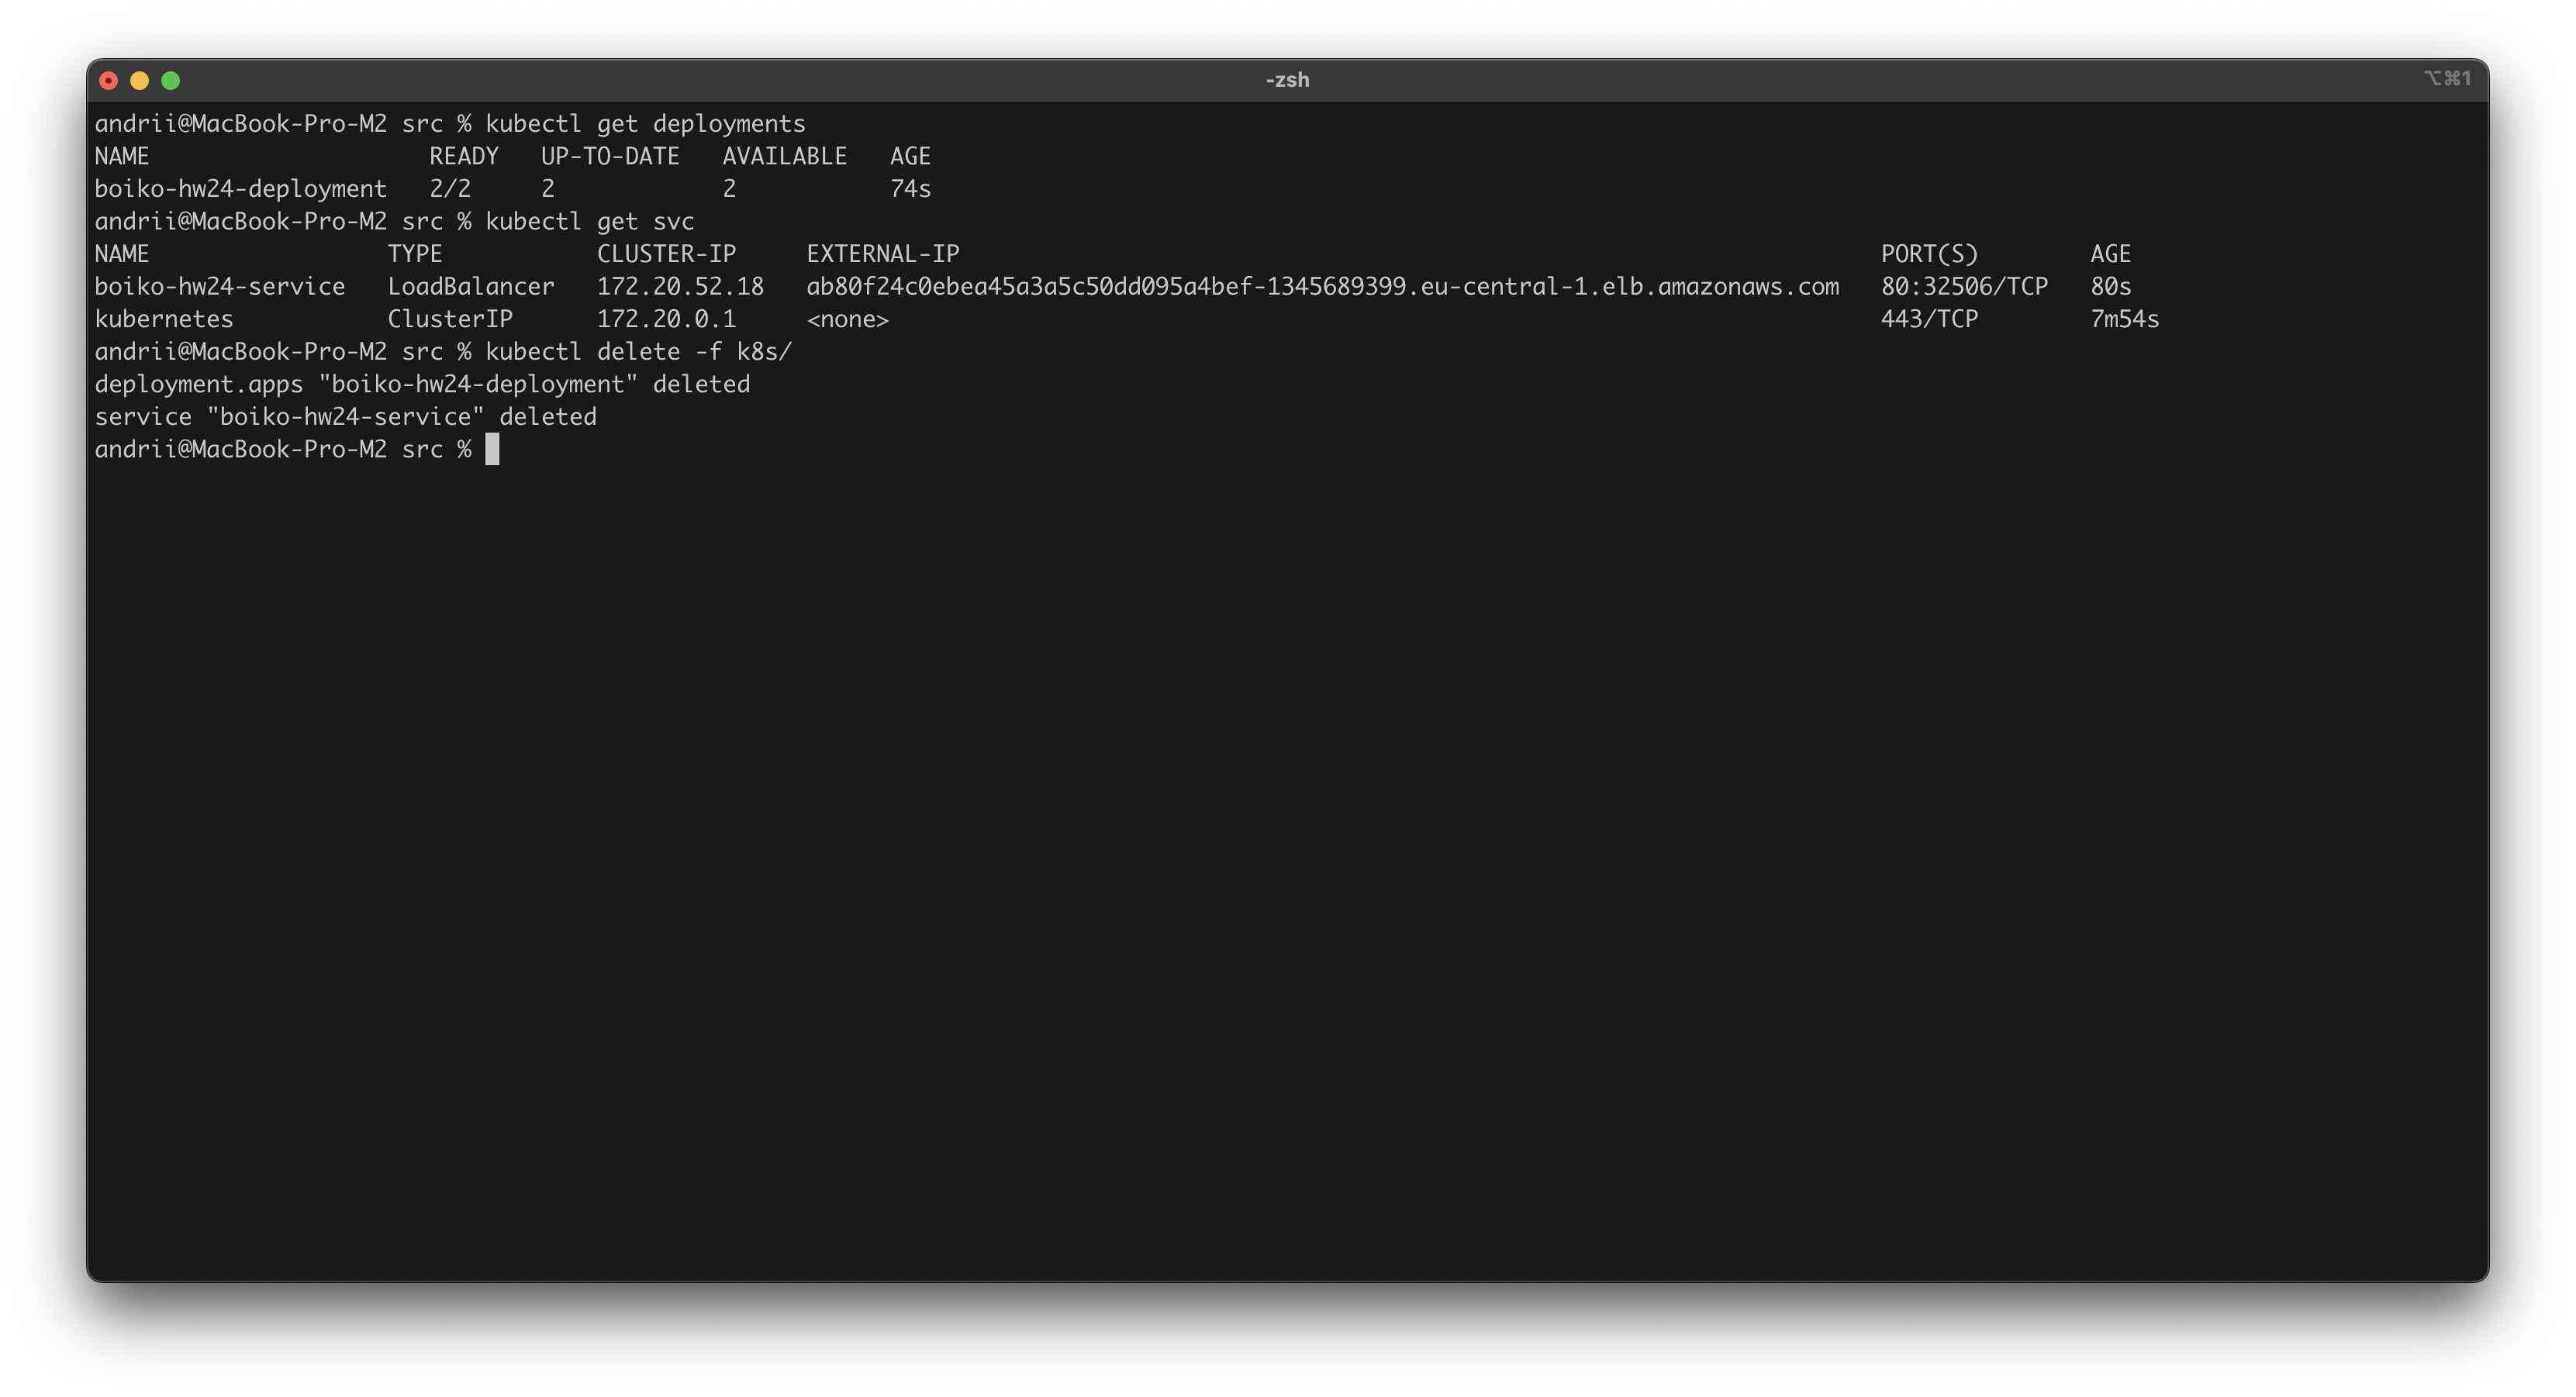 -zsh
⌥⌘1
andrii@MacBook-Pro-M2 src % kubectl get deployments
NAME                    READY   UP-TO-DATE   AVAILABLE   AGE
boiko-hw24-deployment   2/2     2            2           74s
andrii@MacBook-Pro-M2 src % kubectl get svc
NAME                 TYPE           CLUSTER-IP     EXTERNAL-IP                                                                  PORT(S)        AGE
boiko-hw24-service   LoadBalancer   172.20.52.18   ab80f24c0ebea45a3a5c50dd095a4bef-1345689399.eu-central-1.elb.amazonaws.com   80:32506/TCP   80s
kubernetes           ClusterIP      172.20.0.1     <none>                                                                       443/TCP        7m54s
andrii@MacBook-Pro-M2 src % kubectl delete -f k8s/
deployment.apps "boiko-hw24-deployment" deleted
service "boiko-hw24-service" deleted
andrii@MacBook-Pro-M2 src %